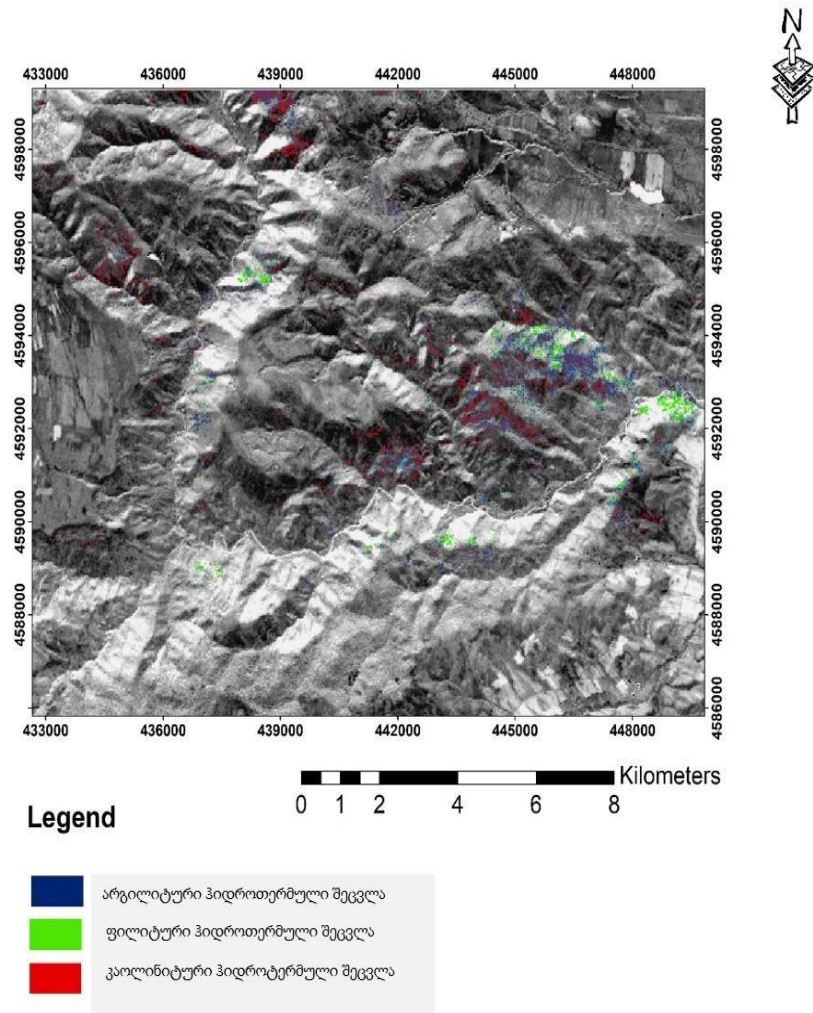 N
433000 436000 439000 442000 445000 448000
4598000 4598000
4596000 4596000
4594000 4594000
4592000 4592000
4590000 4590000
4588000 4588000
4586000
433000 436000 439000 442000 445000 448000
Kilometers
0 1 2 4 6 8
Legend
არგილიტური ჰიდროთერმული შეცვლა
ფილიტური ჰიდროთერმული შეცვლა
კაოლინიტური ჰიდროტერმული შეცვლა